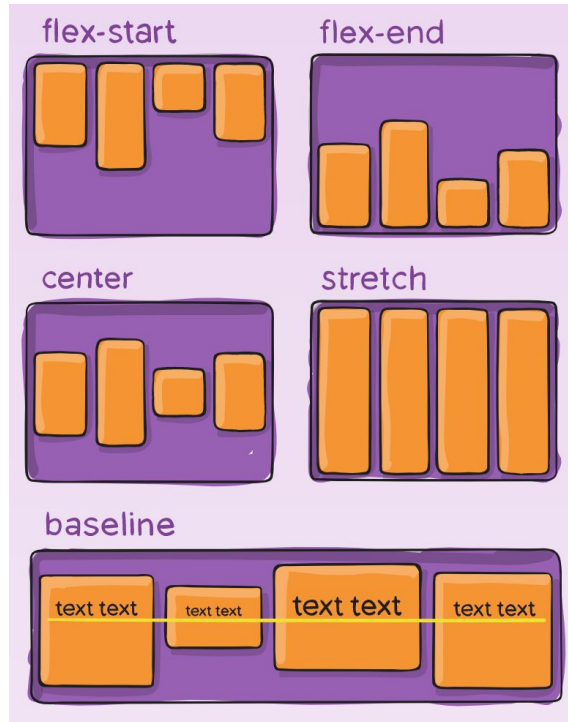 flex-start
flex-end
center
stretch
baseline
text text
text text
text text
text text